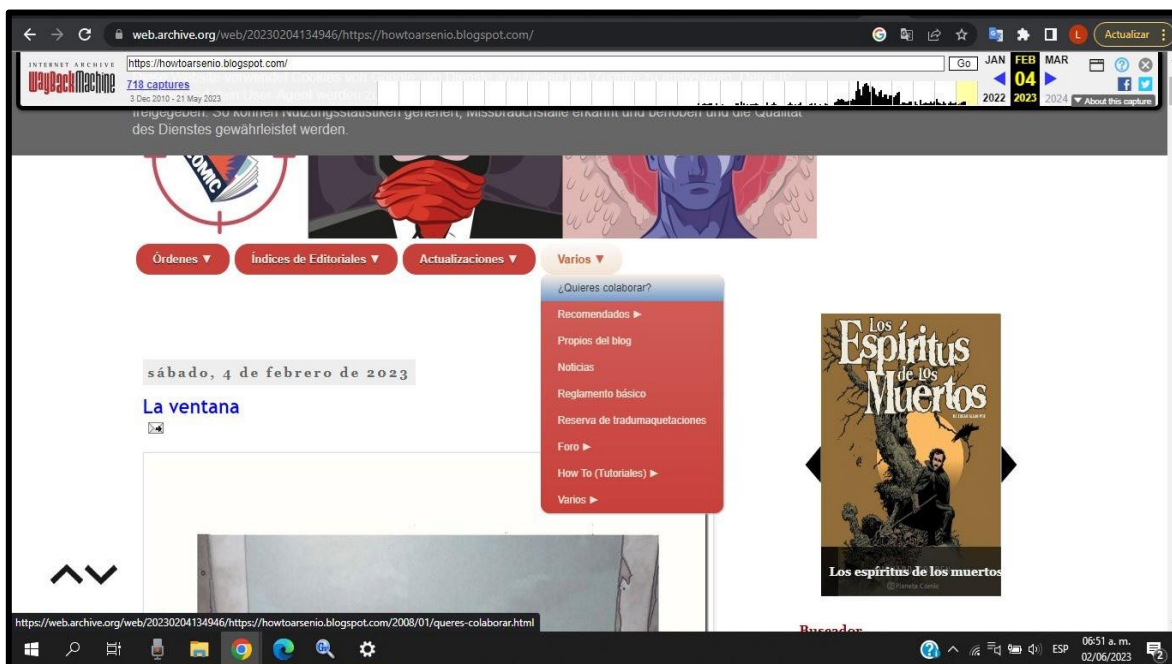 web.archive.org/web/20230204134946/https://howtoarsenio.blogspot.com/
Actualizar
INTERNET ARCHIVE
WayBackMachine
https://howtoarsenio.blogspot.com/
Go
JAN FEB MAR
718 captures
04
3 Dec 2010 - 21 May 2023
2022 2023 2024
About this capture
freigegeben. So können Nutzungsstatistiken generiert, Missbrauchsfälle erkannt und behoben und die Qualität
des Dienstes gewährleistet werden.
COMIC
Órdenes ▼
Índices de Editoriales ▼
Actualizaciones ▼
Varios ▼
¿Quieres colaborar?
Recomendados ►
Propios del blog
Noticias
Reglamento básico
Reserva de tradumaquetaciones
Foro ►
How To (Tutoriales) ►
Varios ►
sábado, 4 de febrero de 2023
La ventana
Los
Espíritus
de los
Muertos
DE EDGAR ALLAN POE
Los espíritus de los muertos
Planeta Comic
Buscador
https://web.archive.org/web/20230204134946/https://howtoarsenio.blogspot.com/2008/01/queres-colaborar.html
ESP
06:51 a. m.
02/06/2023